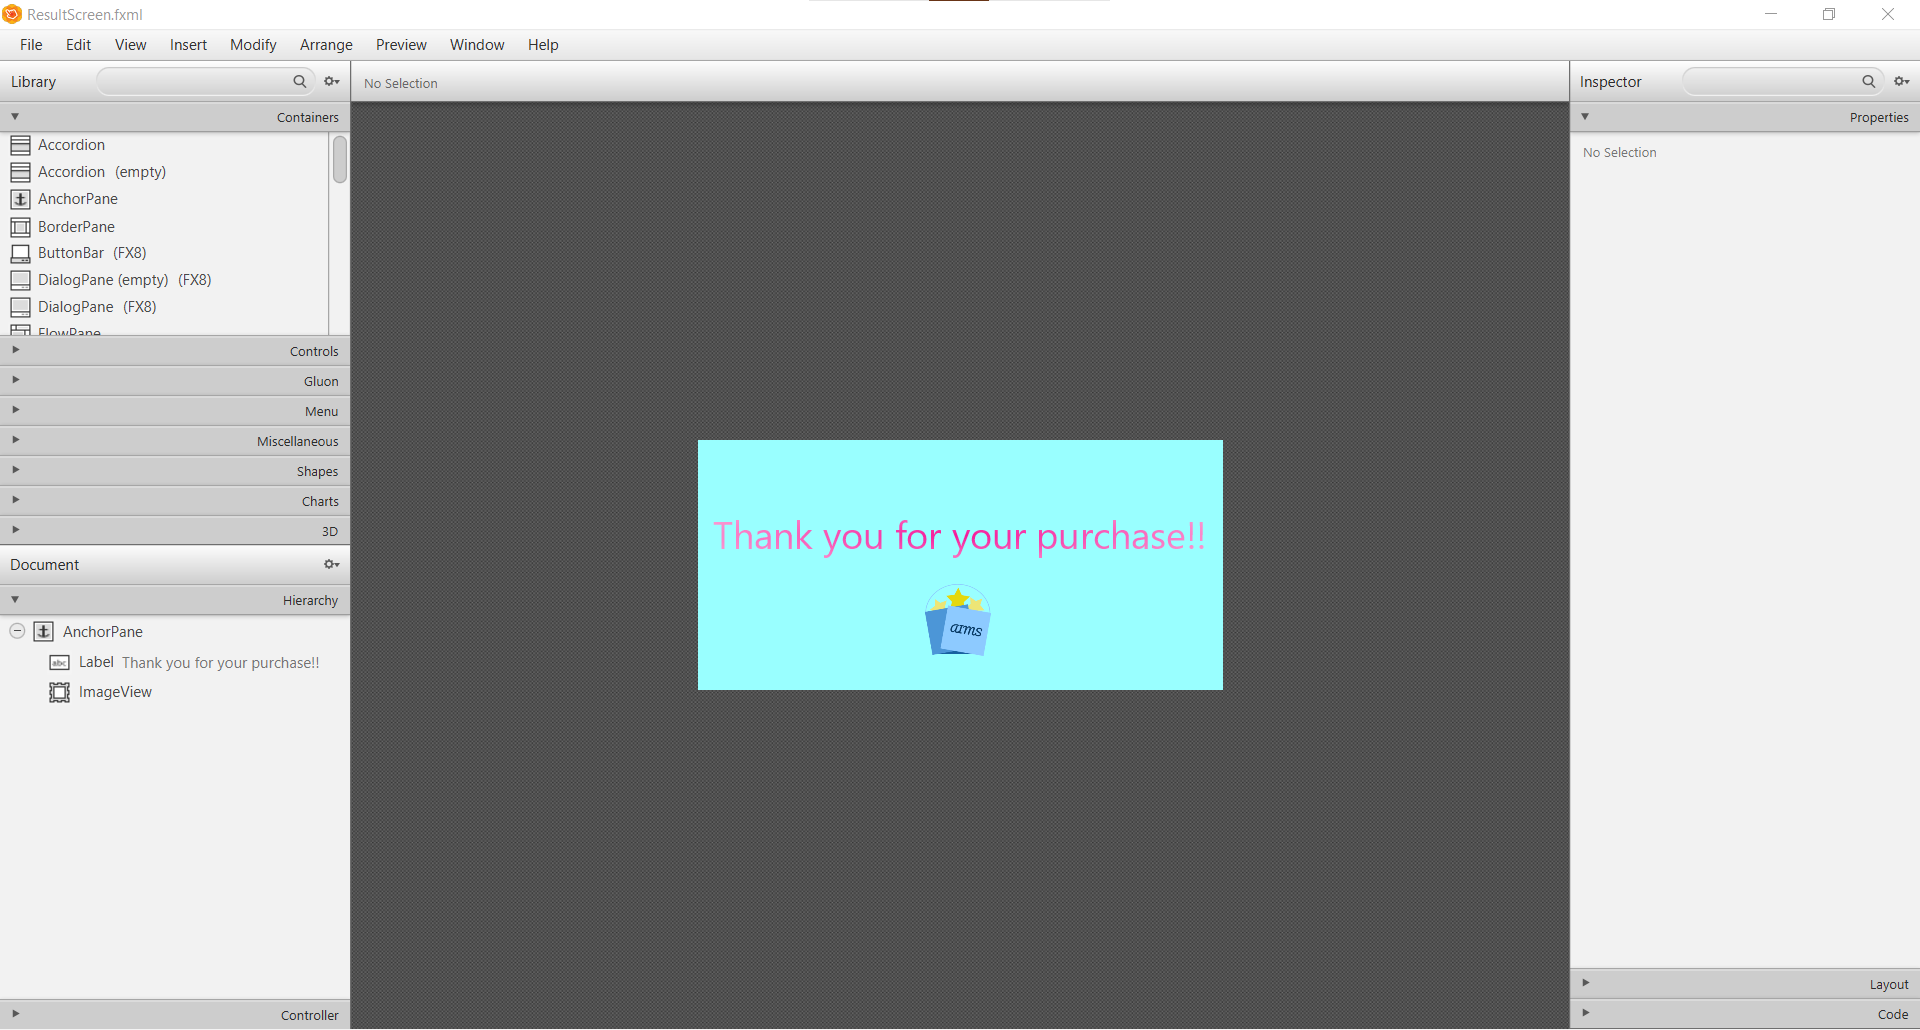 ResultScreen.fxml
File Edit View Insert Modify Arrange Preview Window Help
Library
No Selection
Inspector
Containers
Properties
Accordion
Accordion (empty)
AnchorPane
BorderPane
ButtonBar (FX8)
DialogPane (empty) (FX8)
DialogPane (FX8)
FlowPane
Controls
Gluon
Menu
Miscellaneous
Shapes
Charts
3D
Document
Hierarchy
AnchorPane
abc Label Thank you for your purchase!!
ImageView
Controller
Thank you for your purchase!!
arms
No Selection
Layout
Code